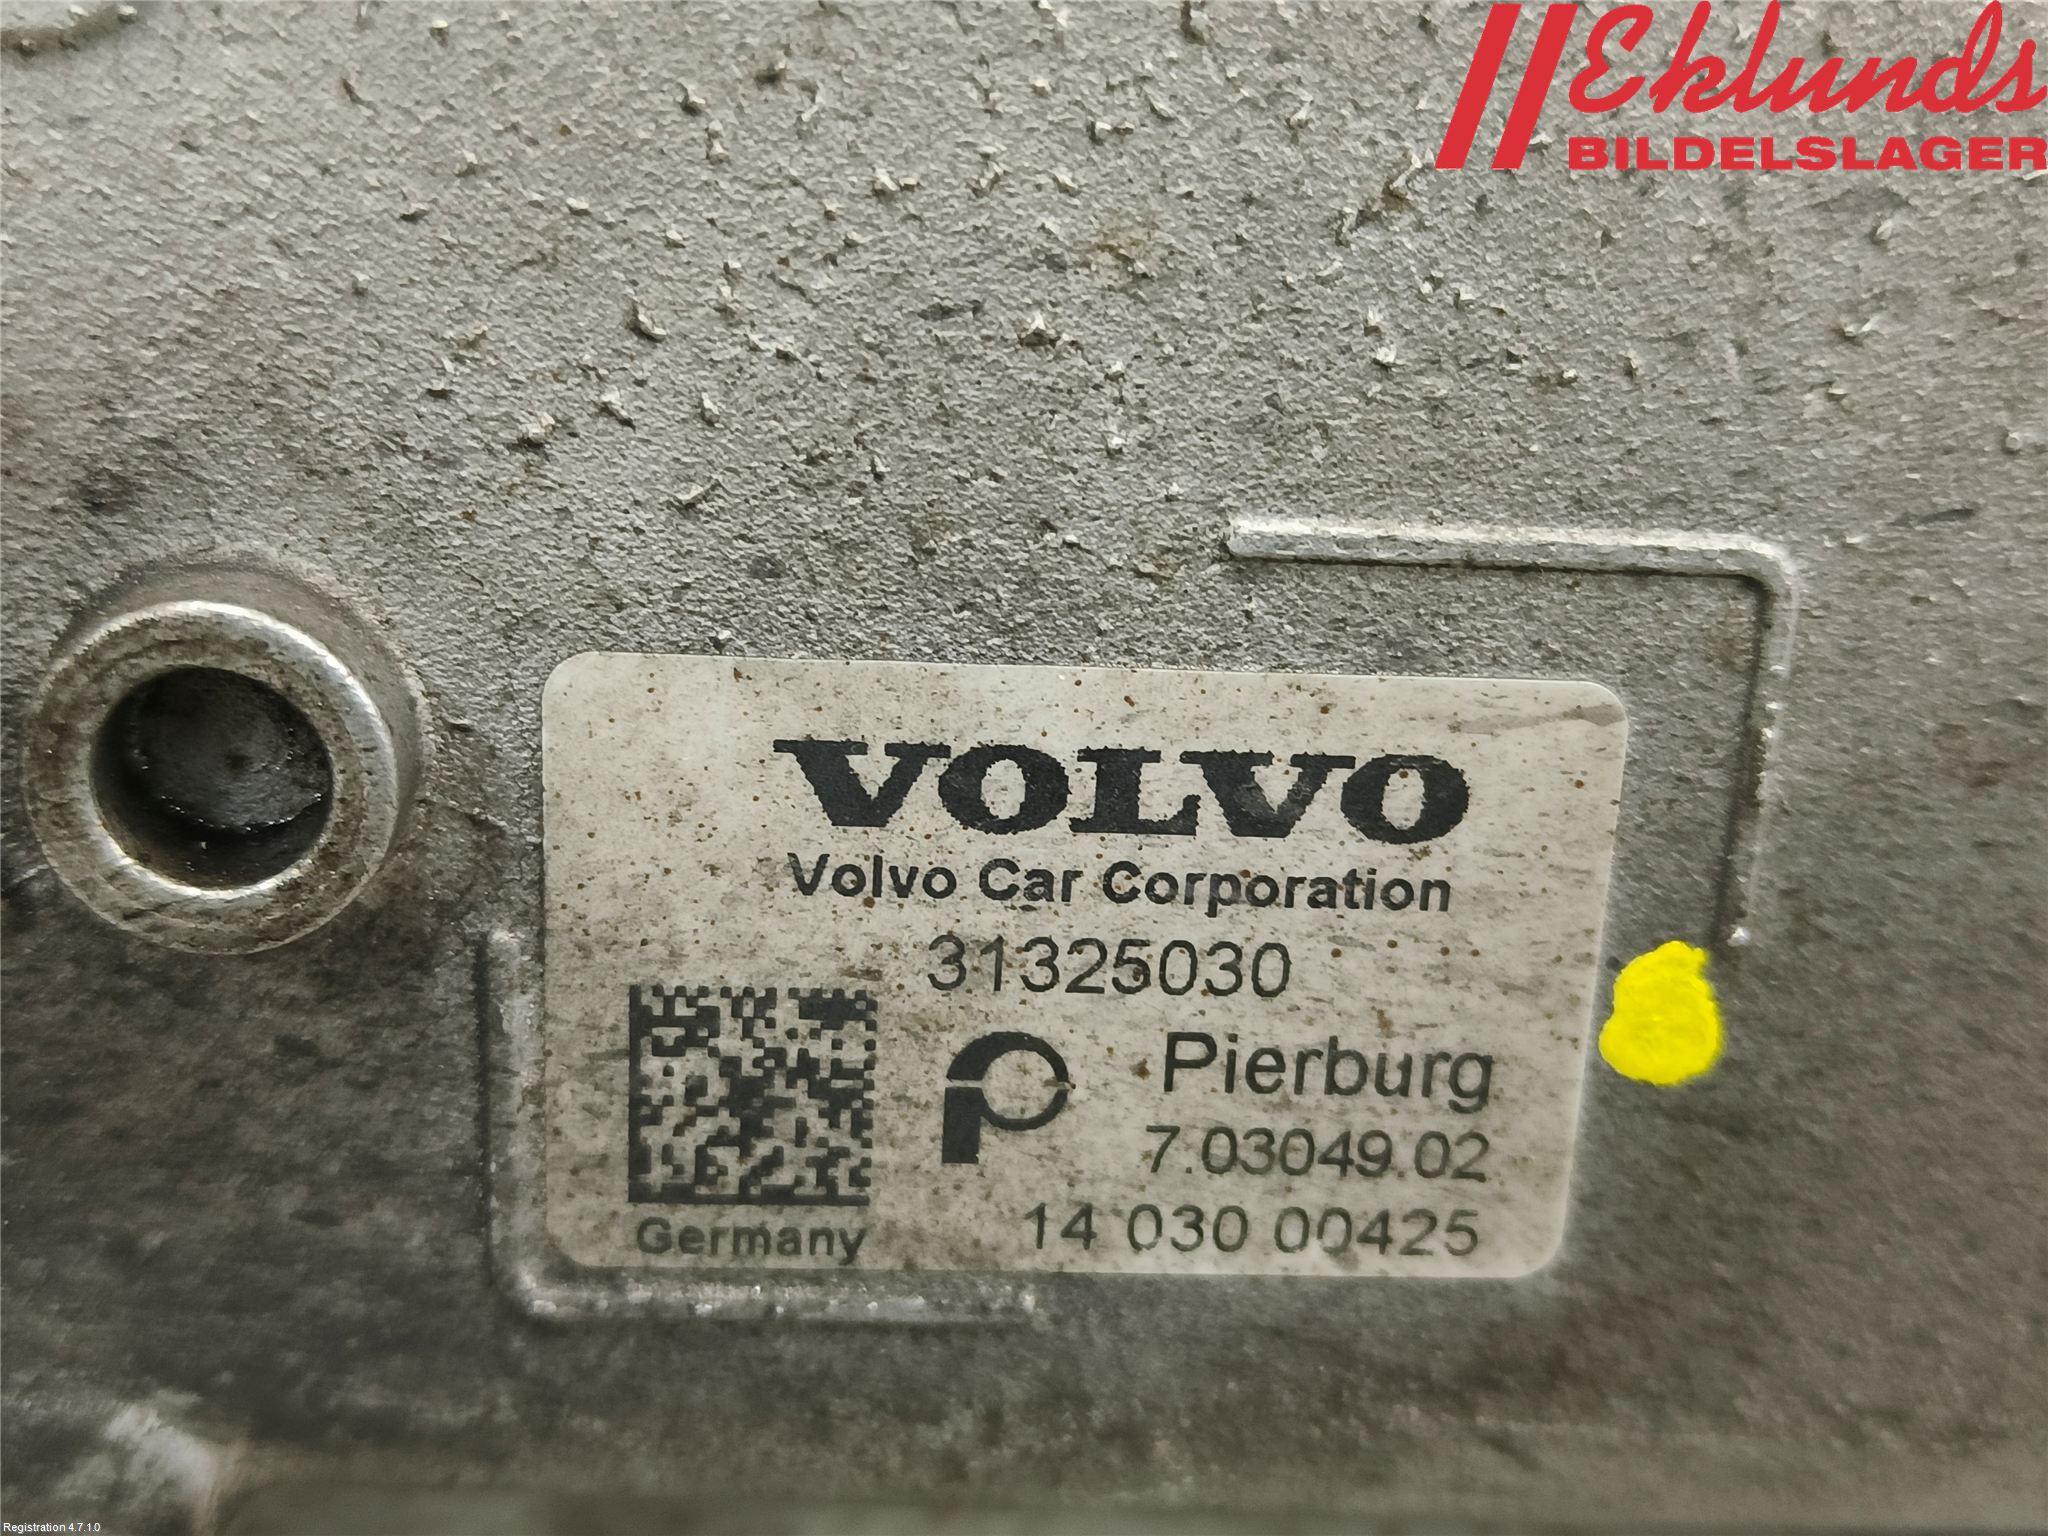 Eklunds
BILDELSLAGER
VOLVO
Volvo Car Corporation
31325030
Pierburg
7.03049.02
Germany
14 030 00425
Registration 4.7.1.0